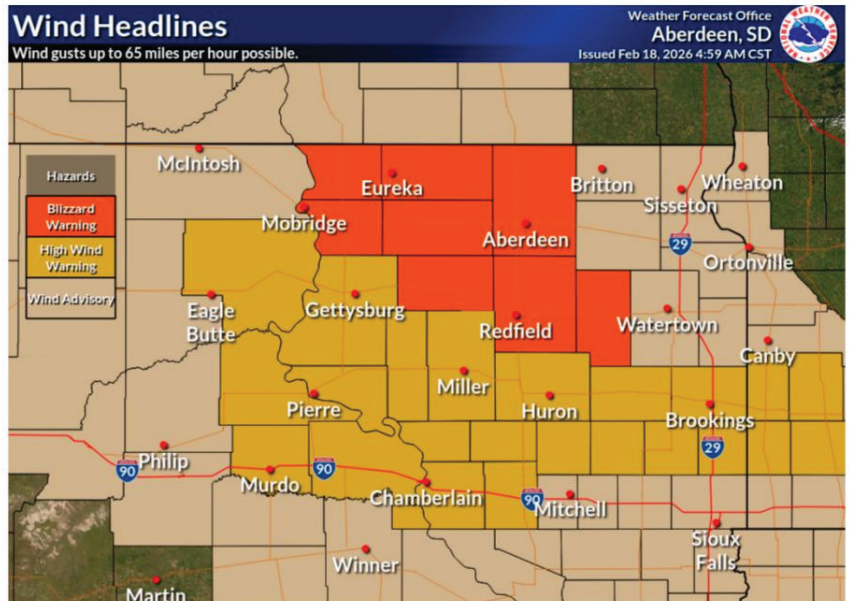 Wind Headlines
Wind gusts up to 65 miles per hour possible.
Weather Forecast Office
Aberdeen, SD
Issued Feb 18, 2026 4:59 AM CST
NATIONAL WEATHER SERVICE
Hazards
Blizzard
Warning
High Wind
Warning
Wind Advisory
McIntosh
Eureka
Britton
Wheaton
Sisseton
Mobridge
Aberdeen
29
Ortonville
Eagle
Butte
Gettysburg
Redfield
Watertown
Canby
Miller
Pierre
Huron
Brookings
29
Philip
90
90
Murdo
Chamberlain
90
Mitchell
Sioux
Falls
Winner
Martin